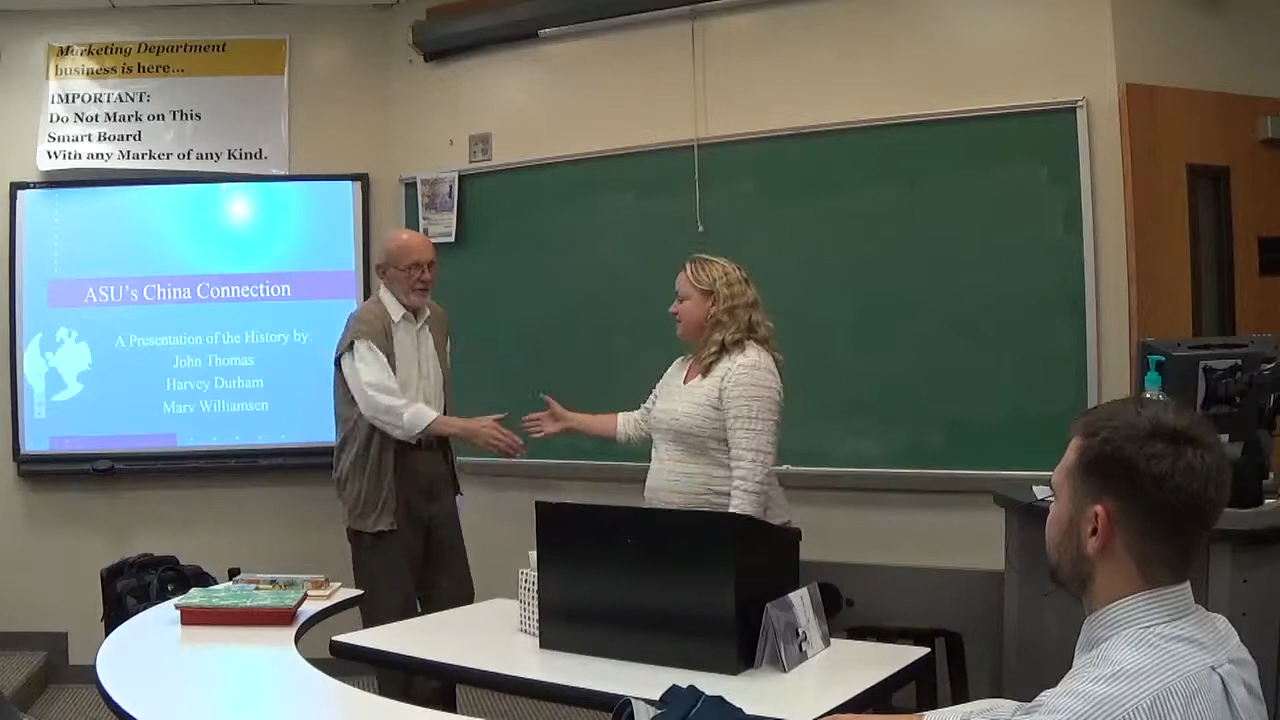 Marketing Department
business is here...
IMPORTANT:
Do Not Mark on This
Smart Board
With any Marker of any Kind.
ASU's China Connection
A Presentation of the History by:
John Thomas
Harvey Durham
Mary Williamsen